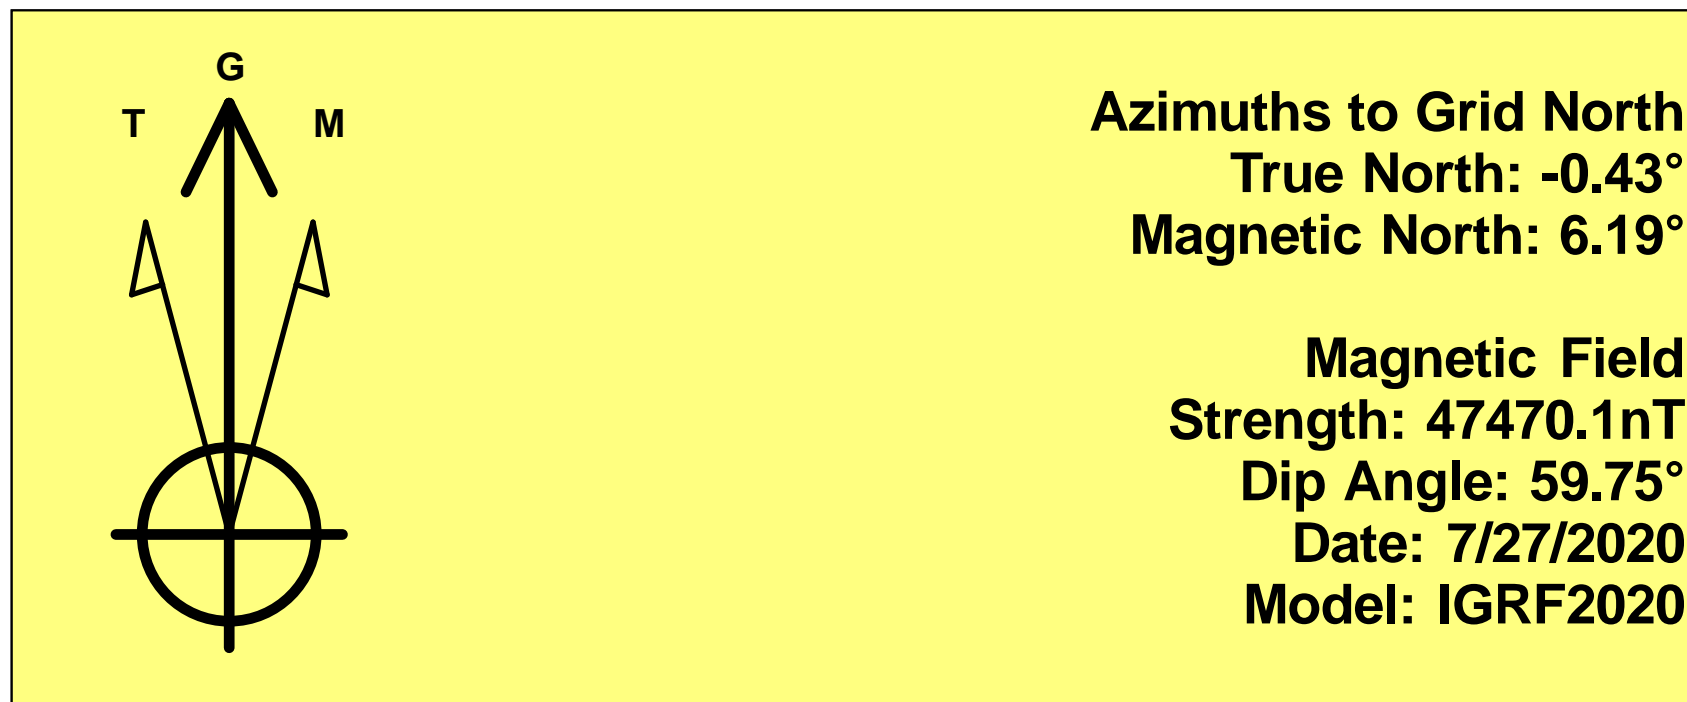 G
T M
Azimuths to Grid North
True North: -0.43°
Magnetic North: 6.19°
Magnetic Field
Strength: 47470.1nT
Dip Angle: 59.75°
Date: 7/27/2020
Model: IGRF2020